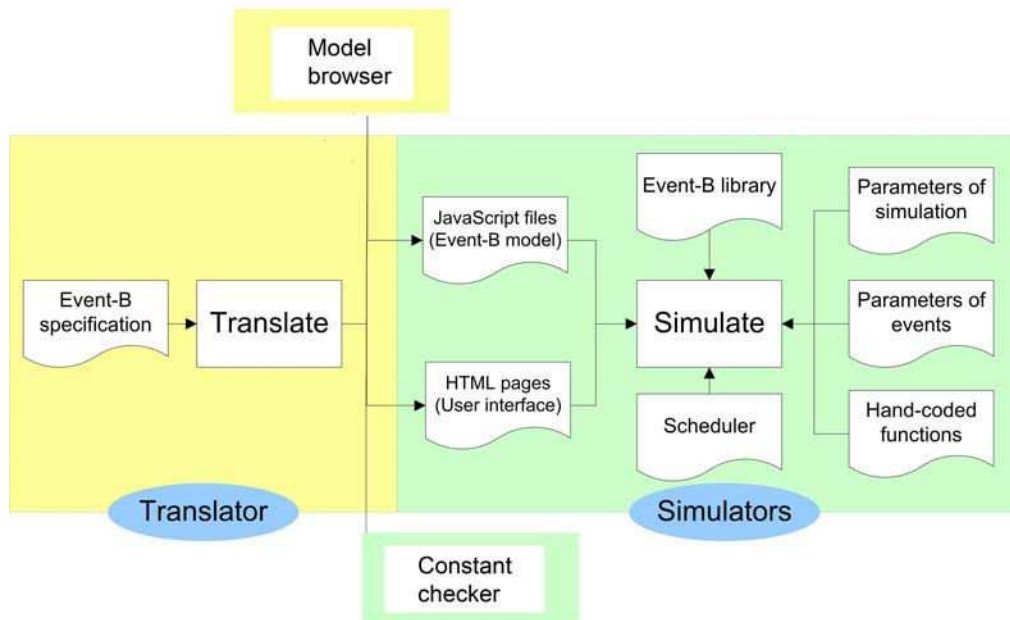 Model
browser
Event-B library
Parameters of
simulation
JavaScript files
(Event-B model)
Event-B
specification
Translate
Simulate
Parameters of
events
HTML pages
(User interface)
Scheduler
Hand-coded
functions
Translator
Simulators
Constant
checker